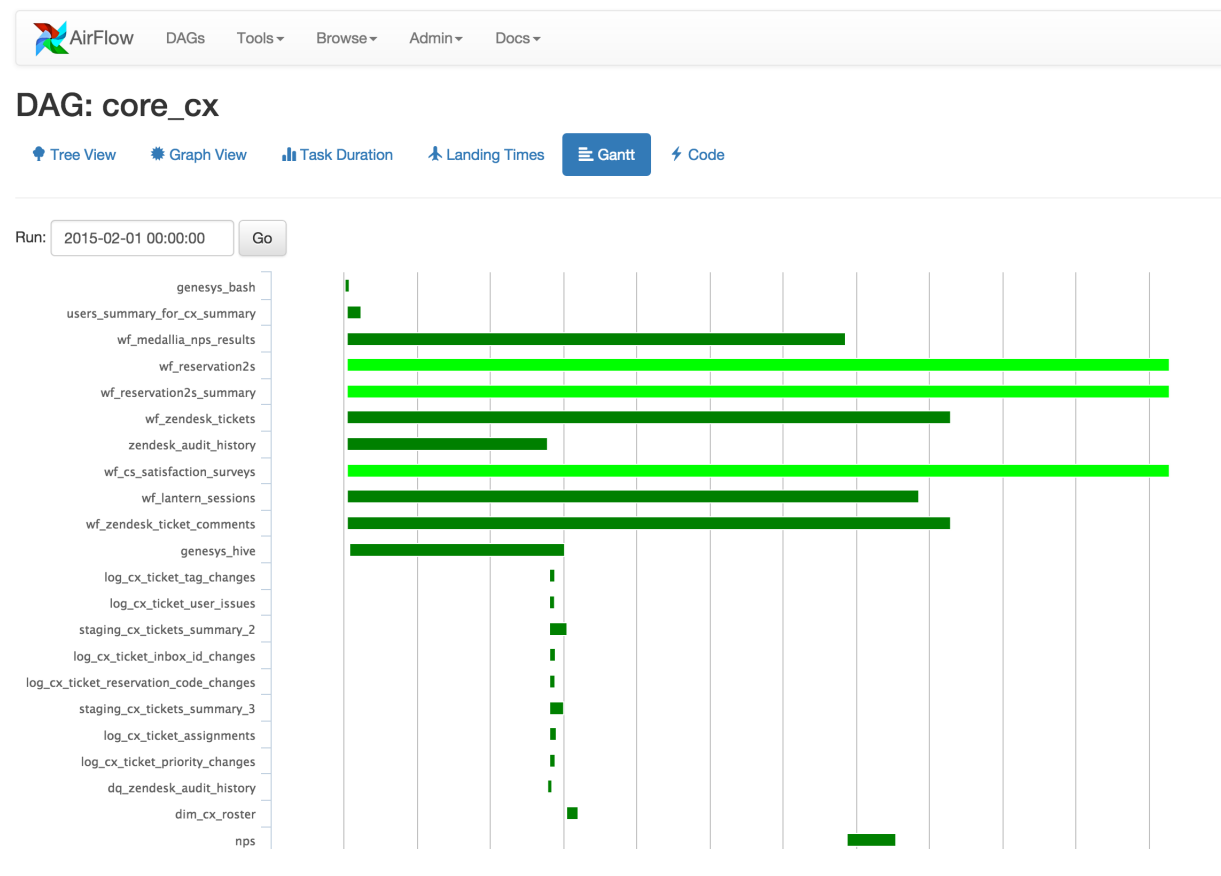 AirFlow DAGs Tools Browse Admin Docs
DAG: core_cx
Tree View Graph View Task Duration Landing Times Gantt Code
Run: 2015-02-01 00:00:00 Go
genesys_bash
users_summary_for_cx_summary
wf_medallia_nps_results
wf_reservation2s
wf_reservation2s_summary
wf_zendesk_tickets
zendesk_audit_history
wf_cs_satisfaction_surveys
wf_lantern_sessions
wf_zendesk_ticket_comments
genesys_hive
log_cx_ticket_tag_changes
log_cx_ticket_user_issues
staging_cx_tickets_summary_2
log_cx_ticket_inbox_id_changes
log_cx_ticket_reservation_code_changes
staging_cx_tickets_summary_3
log_cx_ticket_assignments
log_cx_ticket_priority_changes
dq_zendesk_audit_history
dim_cx_roster
nps